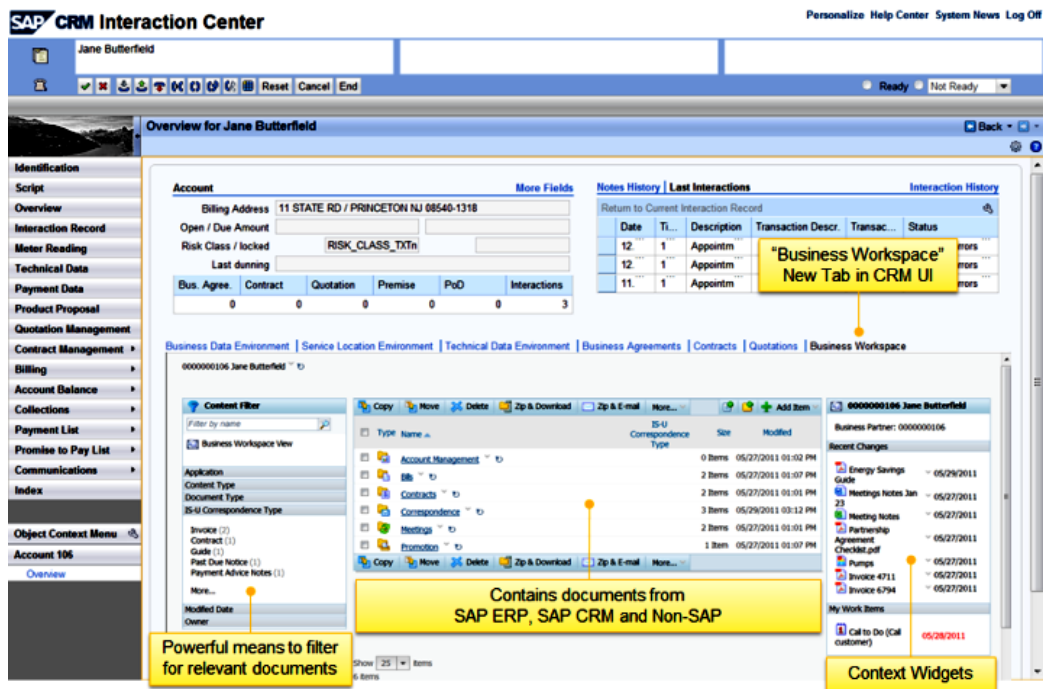 SAP CRM Interaction Center
Personalize Help Center System News Log Off
Jane Butterfield
Reset Cancel End
Ready Not Ready
Overview for Jane Butterfield
Back
Identification
Script
Overview
Interaction Record
Meter Reading
Technical Data
Payment Data
Product Proposal
Quotation Management
Contract Management
Billing
Account Balance
Collections
Payment List
Promise to Pay List
Communications
Index
Object Context Menu
Account 106
Overview
Account More Fields
Billing Address 11 STATE RD / PRINCETON NJ 08540-1318
Open / Due Amount
Risk Class / locked RISK_CLASS_TXTn
Last dunning
Bus. Agree. Contract Quotation Premise PoD Interactions
0 0 0 0 0 3
Notes History | Last Interactions Interaction History
Return to Current Interaction Record
Date Ti... Description Transaction Descr. Transac... Status
12. 1 Appointm rrors
12. 1 Appointm rrors
11. 1 Appointm rrors
"Business Workspace"
New Tab in CRM UI
Business Data Environment | Service Location Environment | Technical Data Environment | Business Agreements | Contracts | Quotations | Business Workspace
0000000106 Jane Butterfield
Content Filter
Filter by name
Business Workspace View
Application
Content Type
Document Type
IS-U Correspondence Type
Invoice (2)
Contract (1)
Guide (1)
Past Due Notice (1)
Payment Advice Notes (1)
More...
Modified Date
Owner
Powerful means to filter
for relevant documents
Copy Move Delete Zip & Download Zip & E-mail More... Add Item
Type Name IS-U Correspondence Type Size Modified
Account Management 0 Items 05/27/2011 01:02 PM
Bills 2 Items 05/27/2011 01:07 PM
Contracts 2 Items 05/27/2011 01:01 PM
Correspondence 3 Items 05/29/2011 03:12 PM
Meetings 2 Items 05/27/2011 01:01 PM
Promotion 1 Item 05/27/2011 01:07 PM
Copy Move Delete Zip & Download Zip & E-mail More...
Contains documents from
SAP ERP, SAP CRM and Non-SAP
Show 25 items
6 items
0000000106 Jane Butterfield
Business Partner: 0000000106
Recent Changes
Energy Savings Guide 05/29/2011
Meetings Notes Jan 23 05/27/2011
Meeting Notes 05/27/2011
Partnership Agreement Checklist.pdf 05/27/2011
Pumps 05/27/2011
Invoice 4711 05/27/2011
Invoice 6794 05/27/2011
My Work Items
Call to Do (Call customer) 05/28/2011
Context Widgets